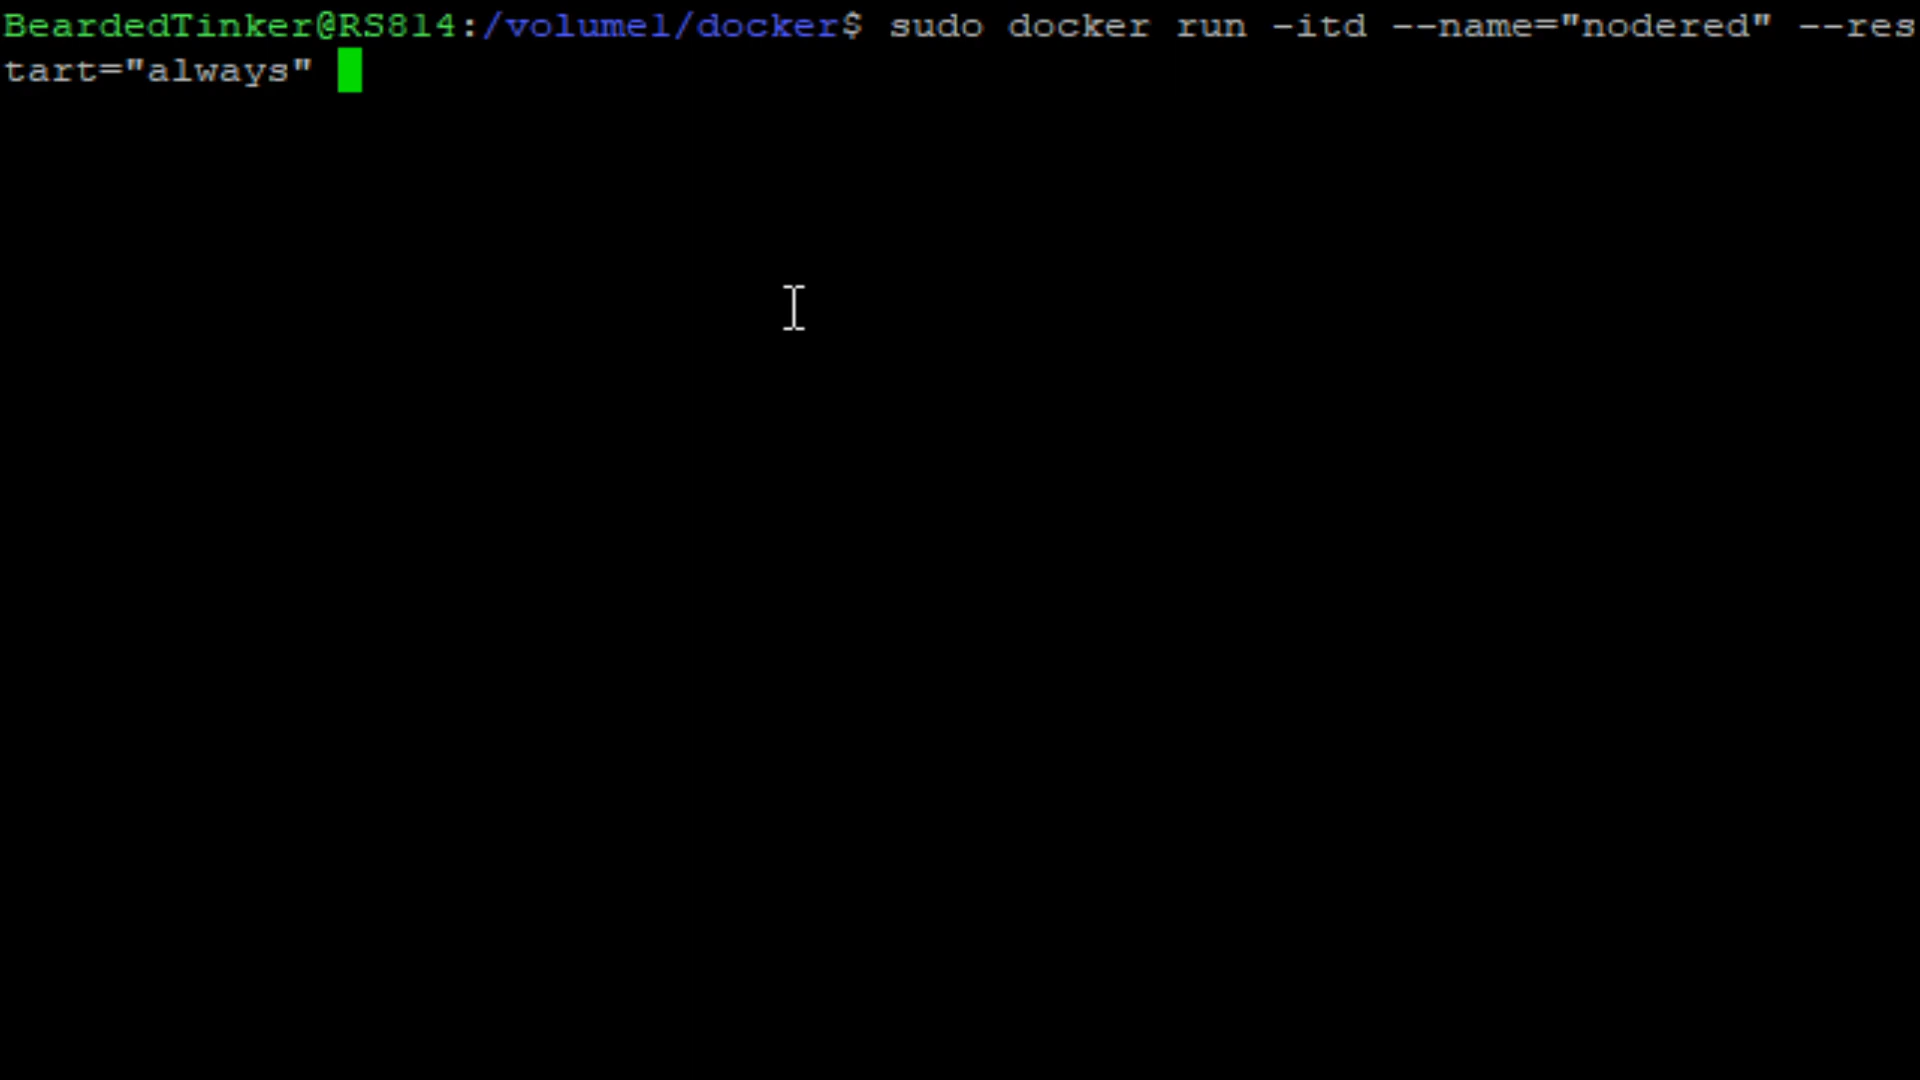 BeardedTinker@RS814:/volume1/docker$ sudo docker run -itd --name="nodered" --res
tart="always"